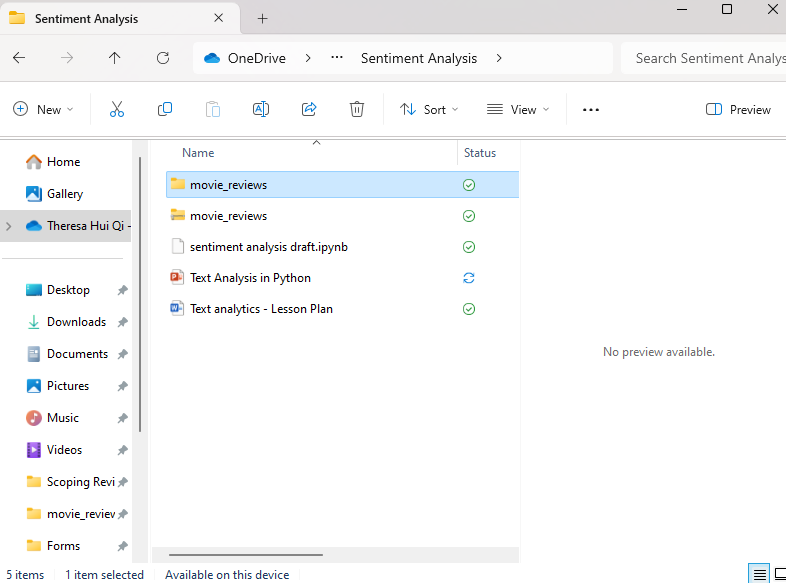 Sentiment Analysis
OneDrive > ... Sentiment Analysis >
Search Sentiment Analys
New
Sort
View
Preview
Home
Gallery
Theresa Hui Qi -
Desktop
Downloads
Documents
Pictures
Music
Videos
Scoping Revi
movie_review
Forms
Name Status
movie_reviews
movie_reviews
sentiment analysis draft.ipynb
Text Analysis in Python
Text analytics - Lesson Plan
No preview available.
5 items 1 item selected Available on this device